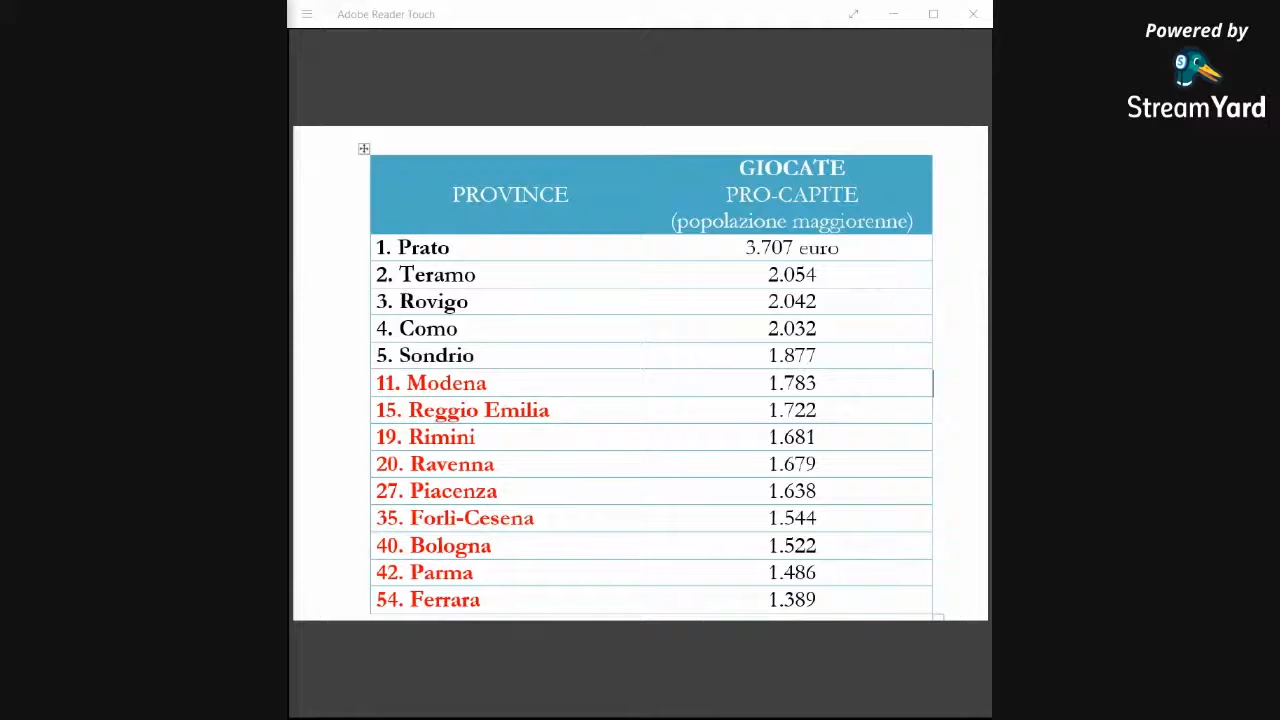 Adobe Reader Touch
Powered by
StreamYard
PROVINCE
GIOCATE
PRO-CAPITE
(popolazione maggiorenne)
1. Prato 3.707 euro
2. Teramo 2.054
3. Rovigo 2.042
4. Como 2.032
5. Sondrio 1.877
11. Modena 1.783
15. Reggio Emilia 1.722
19. Rimini 1.681
20. Ravenna 1.679
27. Piacenza 1.638
35. Forlì-Cesena 1.544
40. Bologna 1.522
42. Parma 1.486
54. Ferrara 1.389